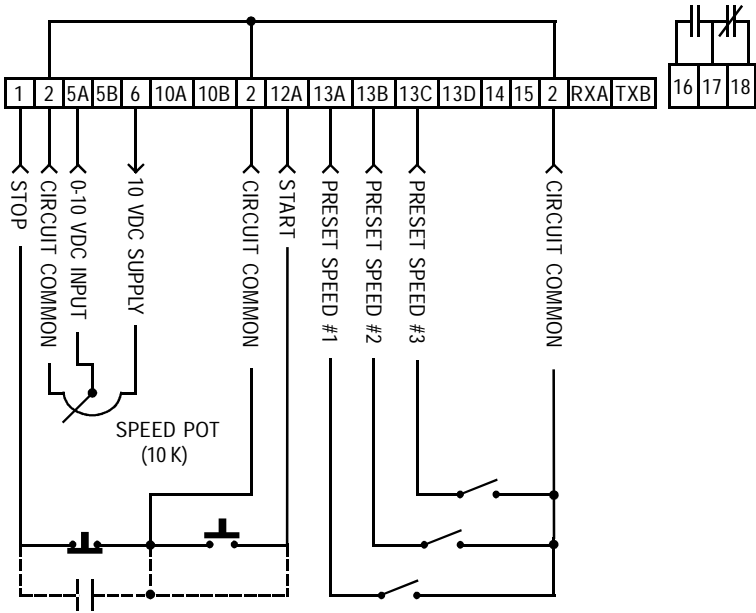 1 2 5A 5B 6 10A 10B 2 12A 13A 13B 13C 13D 14 15 2 RXA TXB
16 17 18
STOP
CIRCUIT COMMON
0-10 VDC INPUT
10 VDC SUPPLY
CIRCUIT COMMON
START
PRESET SPEED #1
PRESET SPEED #2
PRESET SPEED #3
CIRCUIT COMMON
SPEED POT
(10 K)